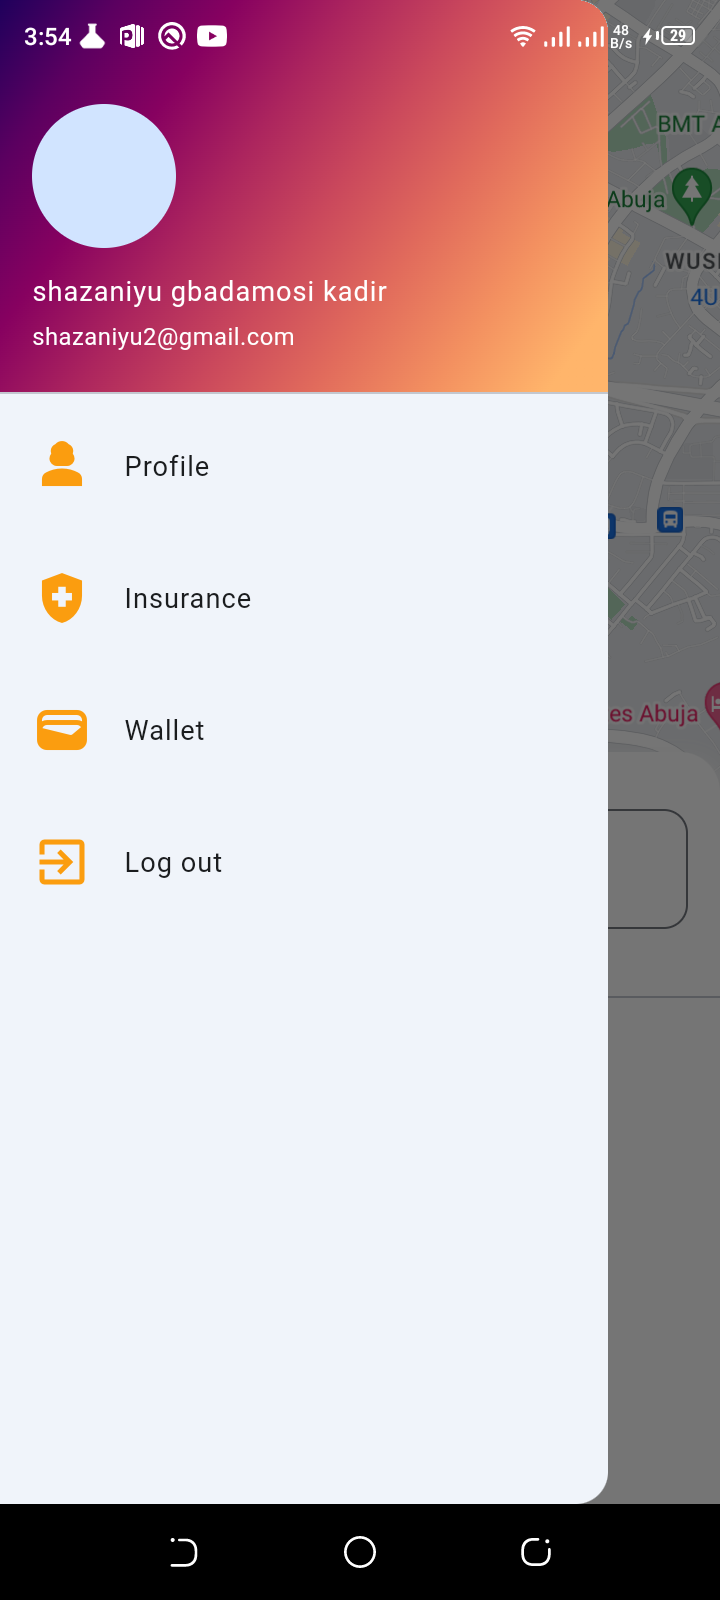 3:54
48
B/s
29
BMT A
Abuja
WUS
4U
shazaniyu gbadamosi kadir
shazaniyu2@gmail.com
Profile
Insurance
es Abuja
Wallet
Log out